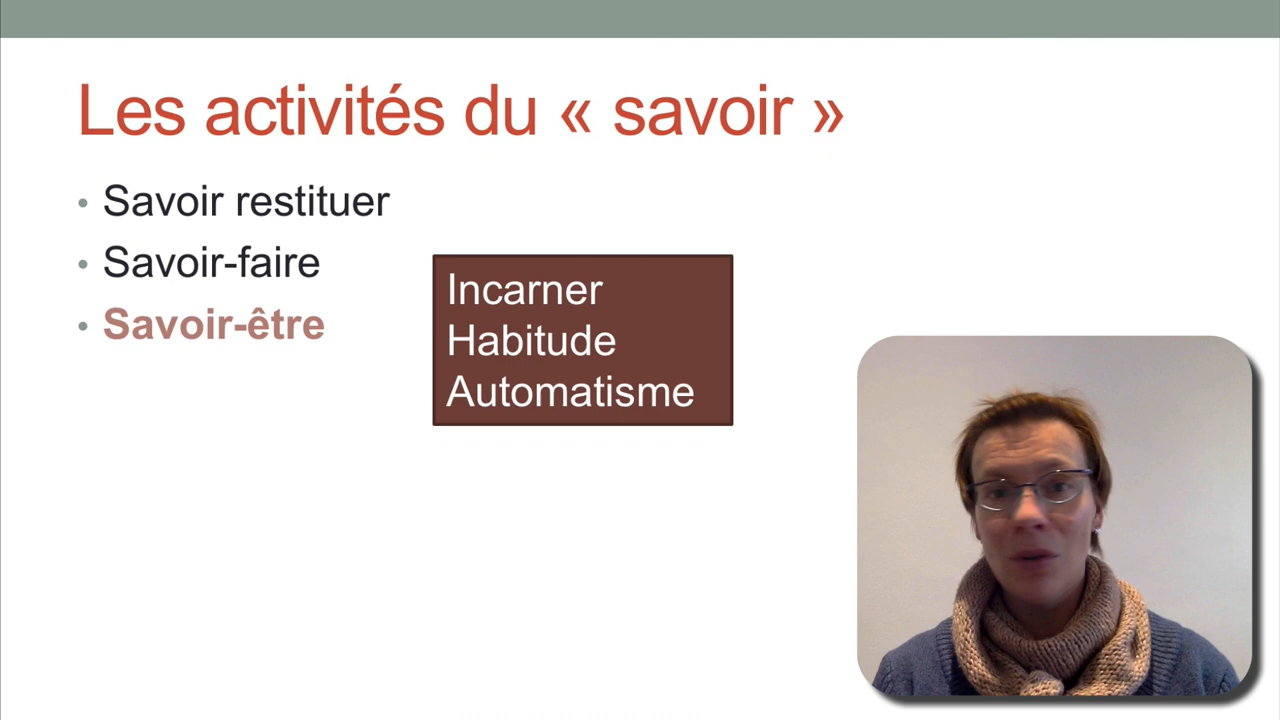 Les activités du « savoir »
• Savoir restituer
• Savoir-faire
• Savoir-être
Incarner
Habitude
Automatisme